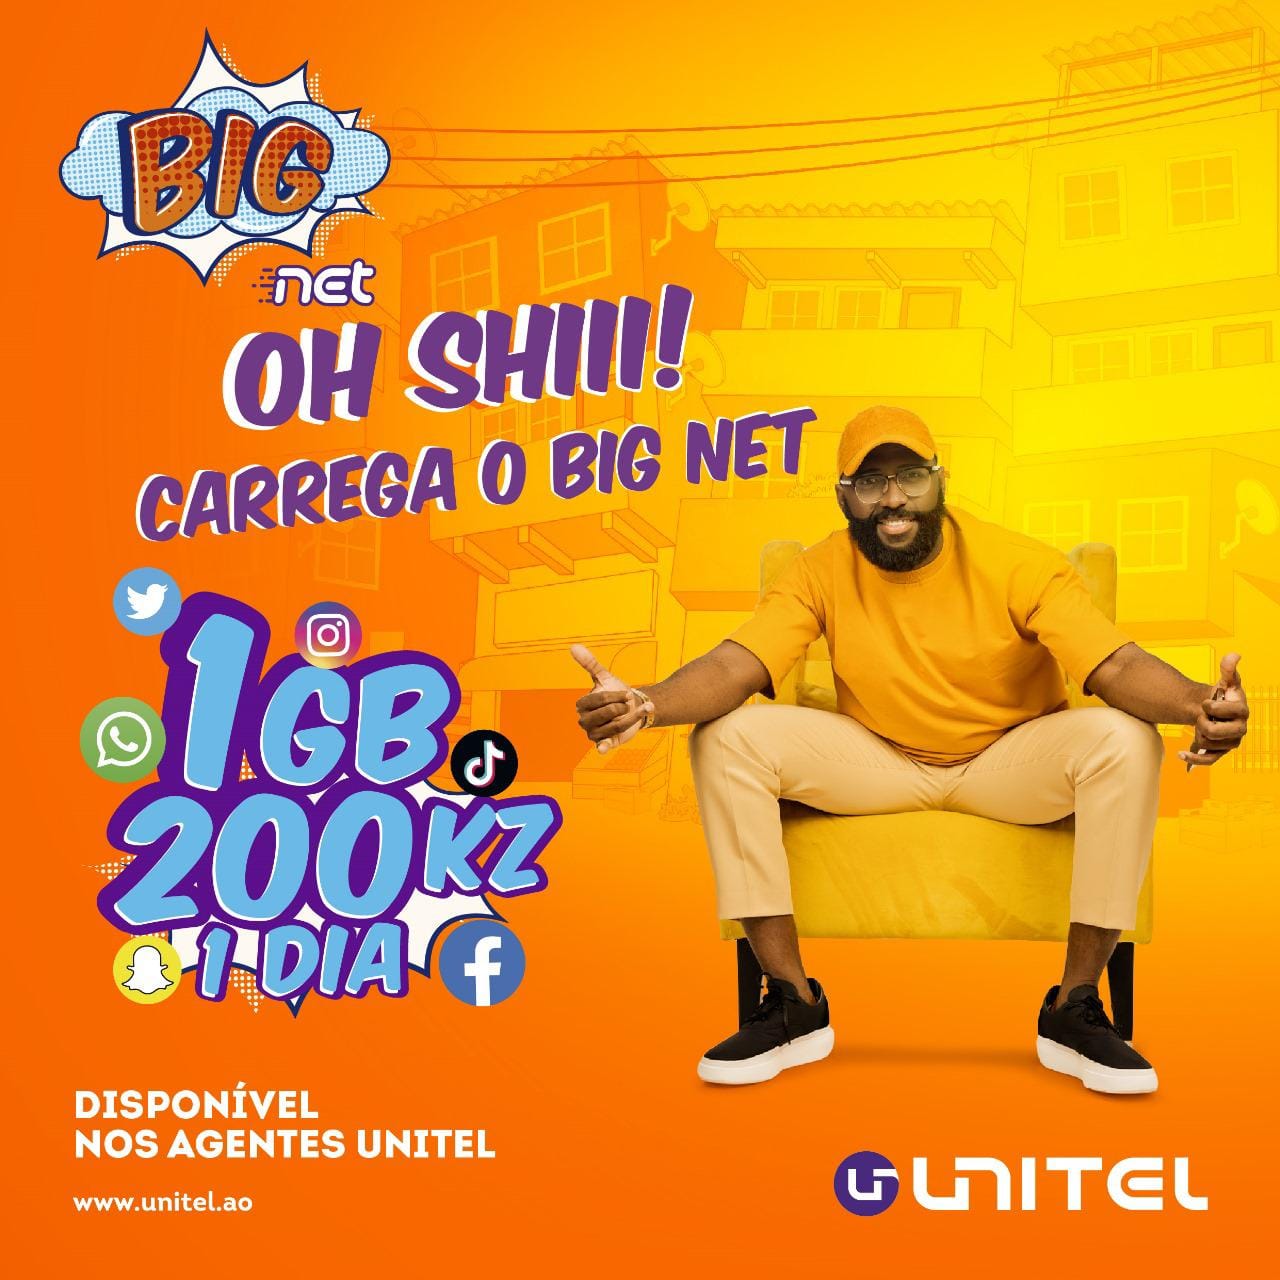 BIG
net
OH SHIII!
CARREGA O BIG NET
1GB
200KZ
1 DIA
DISPONÍVEL
NOS AGENTES UNITEL
www.unitel.ao
UNITEL